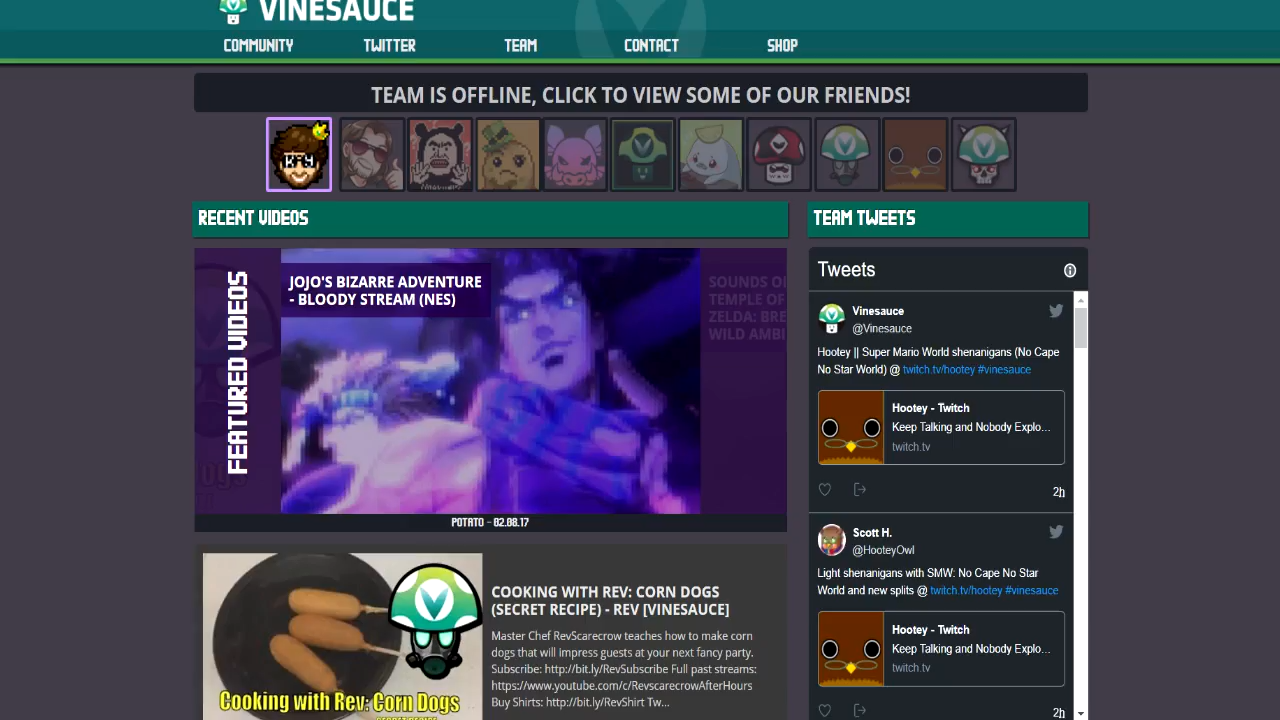 VINESAUCE
COMMUNITY TWITTER TEAM CONTACT SHOP
TEAM IS OFFLINE, CLICK TO VIEW SOME OF OUR FRIENDS!
RECENT VIDEOS
FEATURED VIDEOS
JOJO'S BIZARRE ADVENTURE
- BLOODY STREAM (NES)
SOUNDS
TEMPLE OF
ZELDA:
WILD
POTATO - 02.08.17
Cooking with Rev: Corn Dogs
COOKING WITH REV: CORN DOGS
(SECRET RECIPE) - REV [VINESAUCE]
Master Chef RevScarecrow teaches how to make corn
dogs that will impress guests at your next fancy party.
Subscribe: http://bit.ly/RevSubscribe Full past streams:
https://www.youtube.com/c/RevscarecrowAfterHours
Buy Shirts: http://bit.ly/RevShirt Tw...
TEAM TWEETS
Tweets
Vinesauce
@Vinesauce
Hootey || Super Mario World shenanigans (No Cape
No Star World) @ twitch.tv/hootey #vinesauce
Hootey - Twitch
Keep Talking and Nobody Explo...
twitch.tv
2h
Scott H.
@HooteyOwl
Light shenanigans with SMW: No Cape No Star
World and new splits @ twitch.tv/hootey #vinesauce
Hootey - Twitch
Keep Talking and Nobody Explo...
twitch.tv
2h